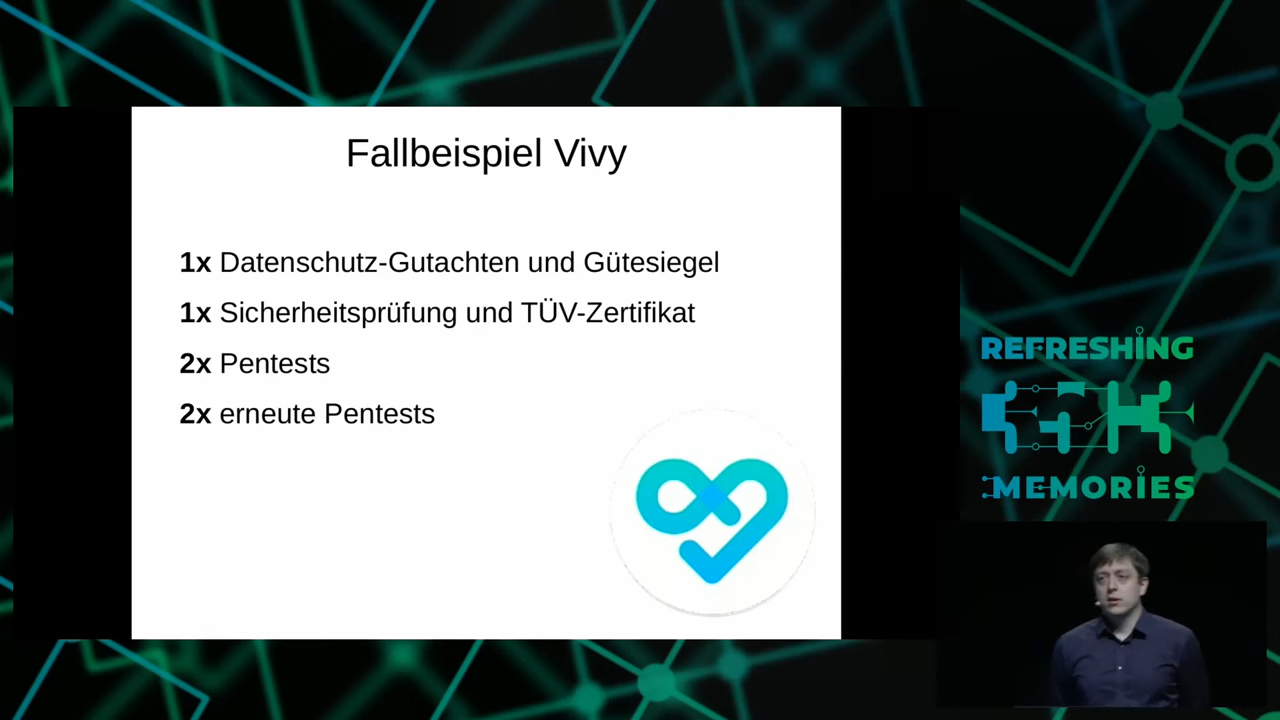 Fallbeispiel Vivy
1x Datenschutz-Gutachten und Gütesiegel
1x Sicherheitsprüfung und TÜV-Zertifikat
2x Pentests
2x erneute Pentests
REFRESHING
35C3
MEMORIES